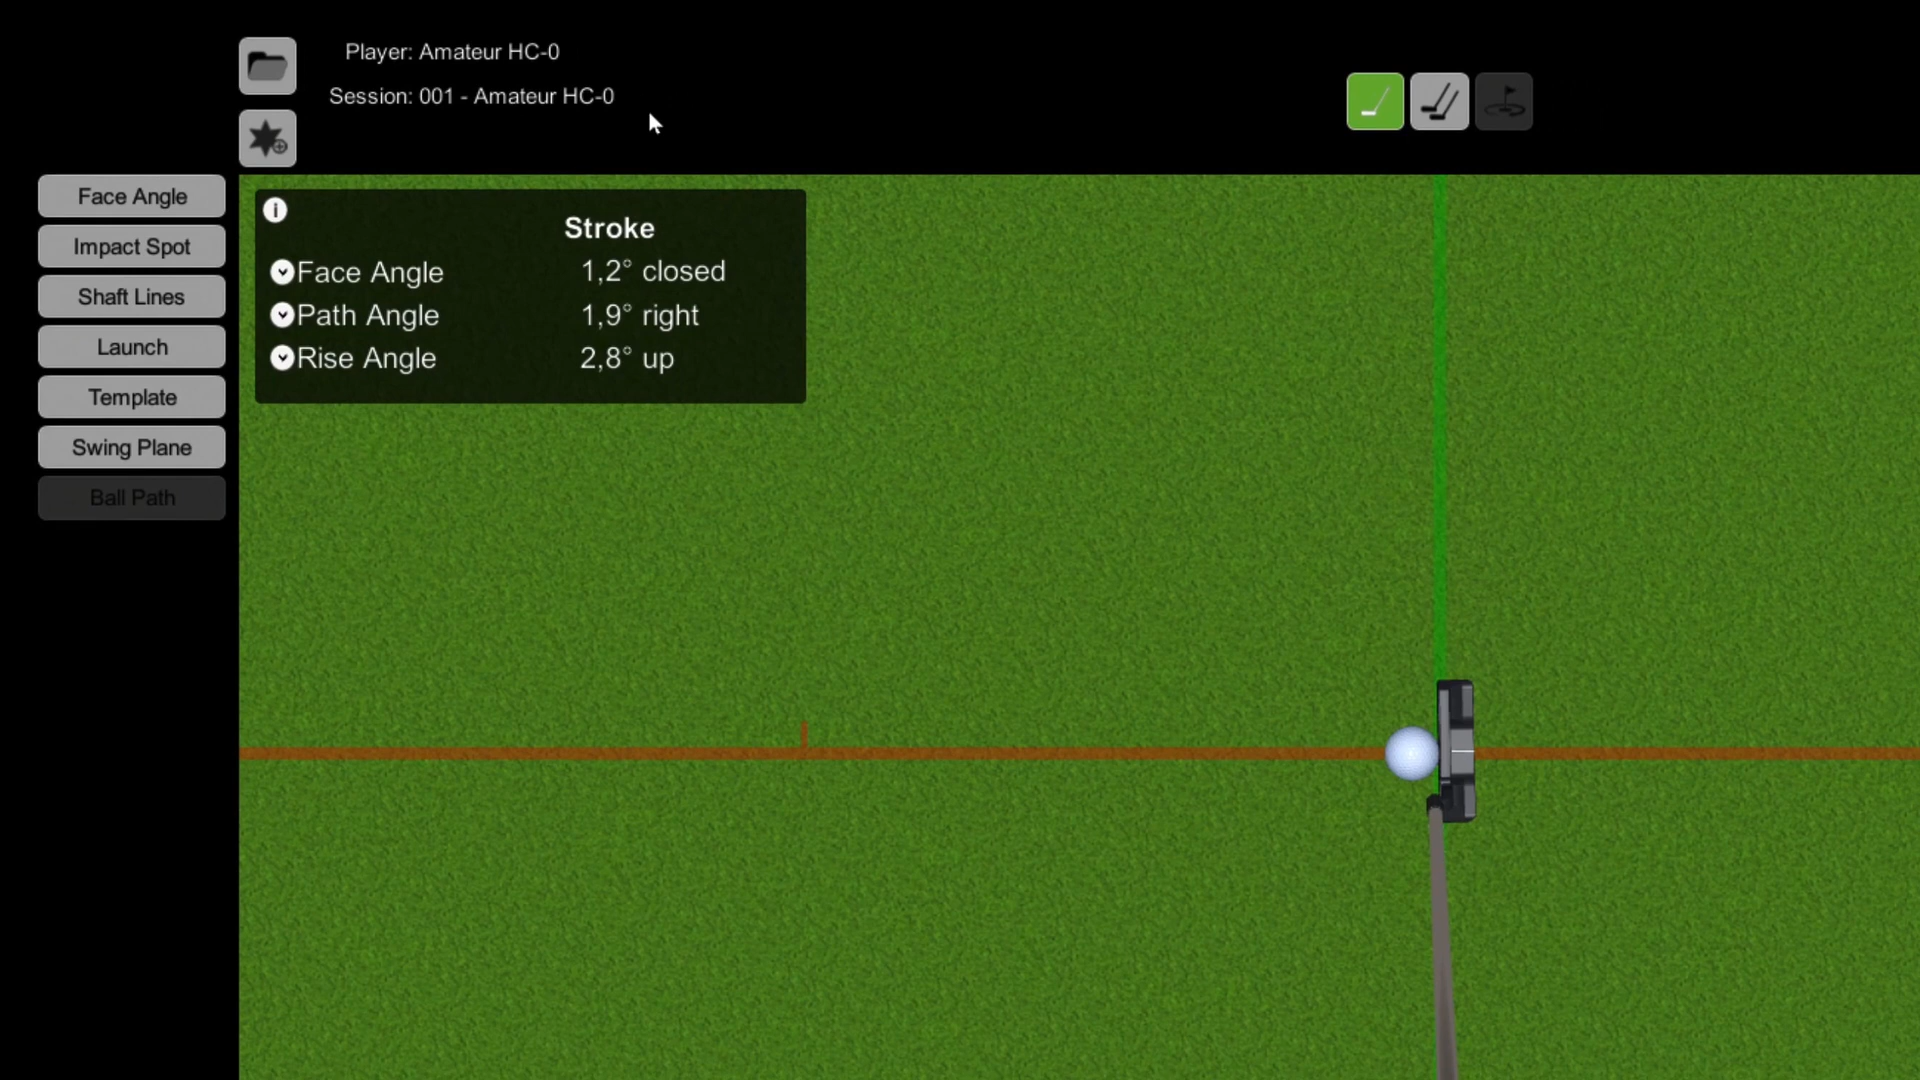 Player: Amateur HC-0
Session: 001 - Amateur HC-0
Face Angle
Impact Spot
Shaft Lines
Launch
Template
Swing Plane
Ball Path
i
Stroke
Face Angle 1,2° closed
Path Angle 1,9° right
Rise Angle 2,8° up